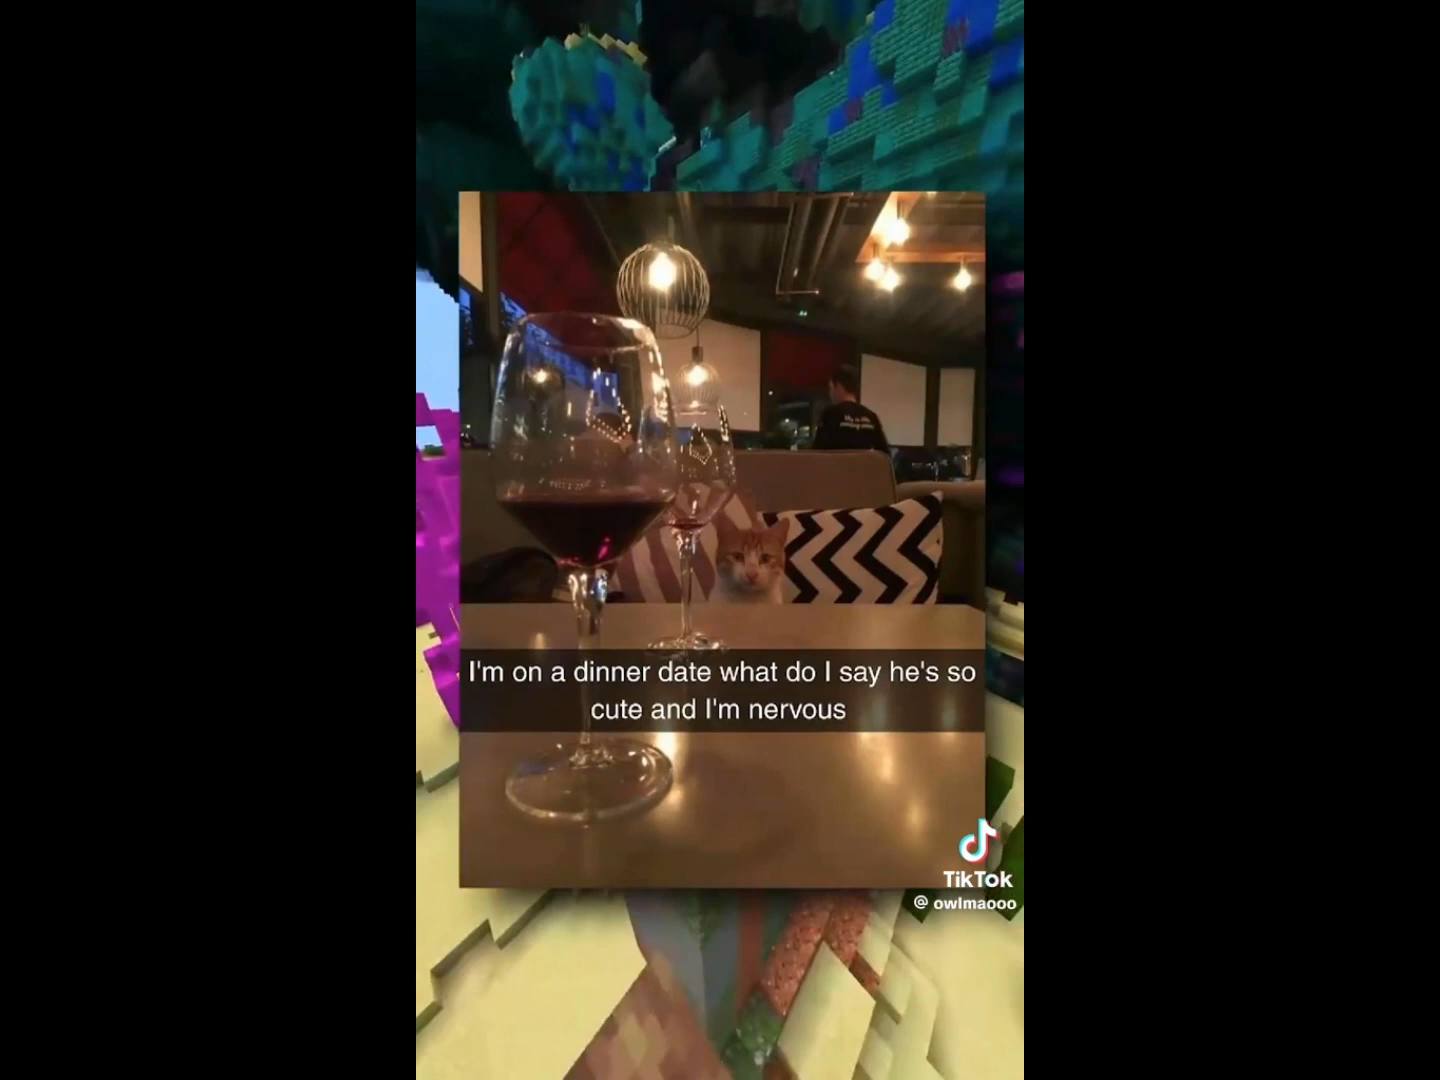 I'm on a dinner date what do I say he's so
cute and I'm nervous
TikTok
@ owlmaooo